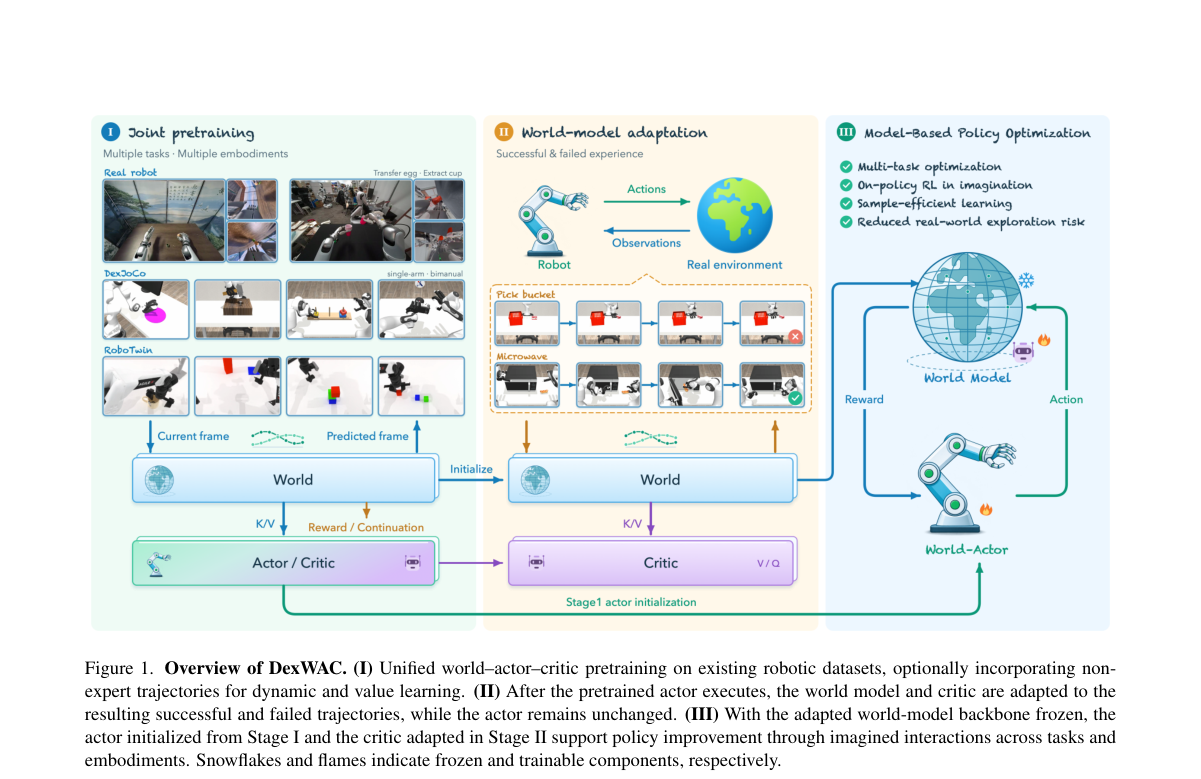 I Joint pretraining
Multiple tasks · Multiple embodiments
Real robot
Transfer egg · Extract cup
DexJoCo
single-arm · bimanual
RoboTwin
Current frame
Predicted frame
World
K/V
Reward / Continuation
Actor / Critic
Initialize
II World-model adaptation
Successful & failed experience
Actions
Observations
Robot
Real environment
Pick bucket
Microwave
World
K/V
Critic
V / Q
Stage1 actor initialization
III Model-Based Policy Optimization
Multi-task optimization
On-policy RL in imagination
Sample-efficient learning
Reduced real-world exploration risk
World Model
Reward
Action
World-Actor
Figure 1. Overview of DexWAC. (I) Unified world–actor–critic pretraining on existing robotic datasets, optionally incorporating non-
expert trajectories for dynamic and value learning. (II) After the pretrained actor executes, the world model and critic are adapted to the
resulting successful and failed trajectories, while the actor remains unchanged. (III) With the adapted world-model backbone frozen, the
actor initialized from Stage I and the critic adapted in Stage II support policy improvement through imagined interactions across tasks and
embodiments. Snowflakes and flames indicate frozen and trainable components, respectively.